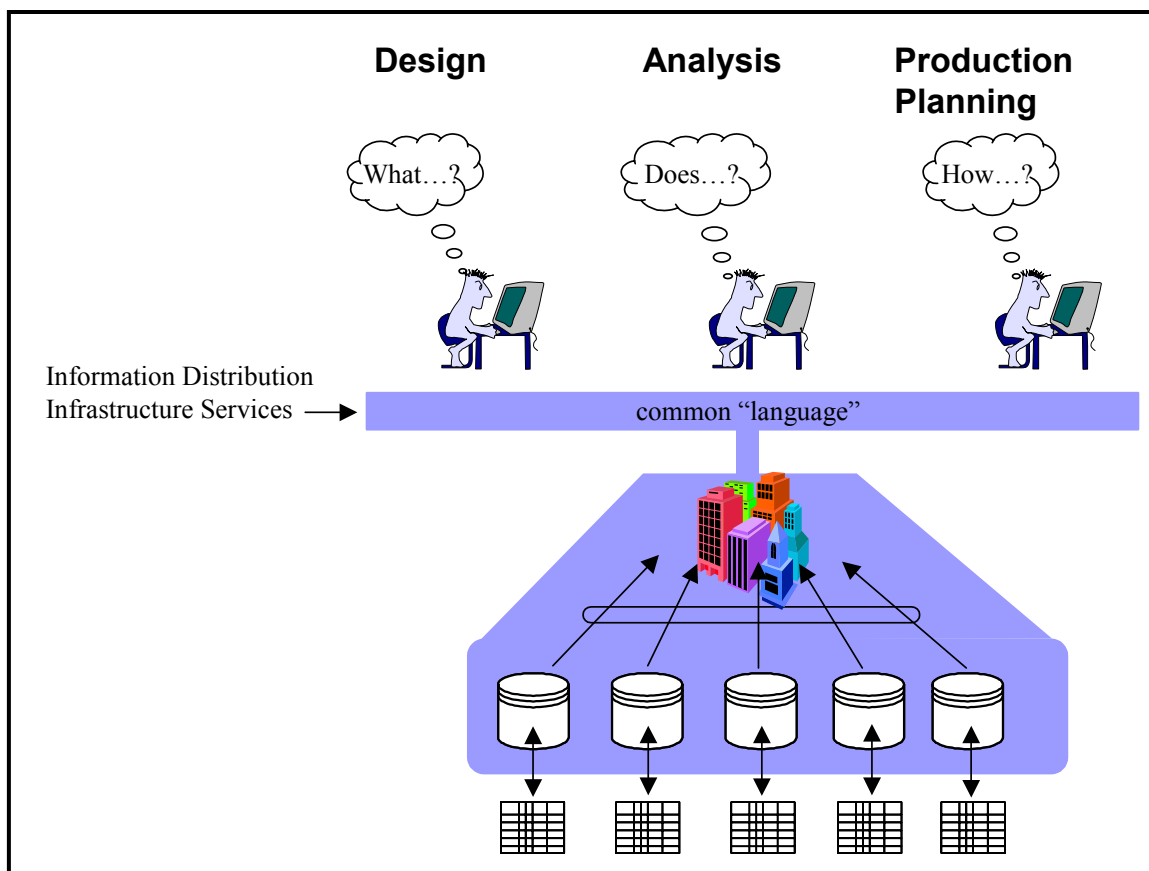 Design
Analysis
Production
Planning
What…?
Does…?
How…?
Information Distribution
Infrastructure Services
common “language”